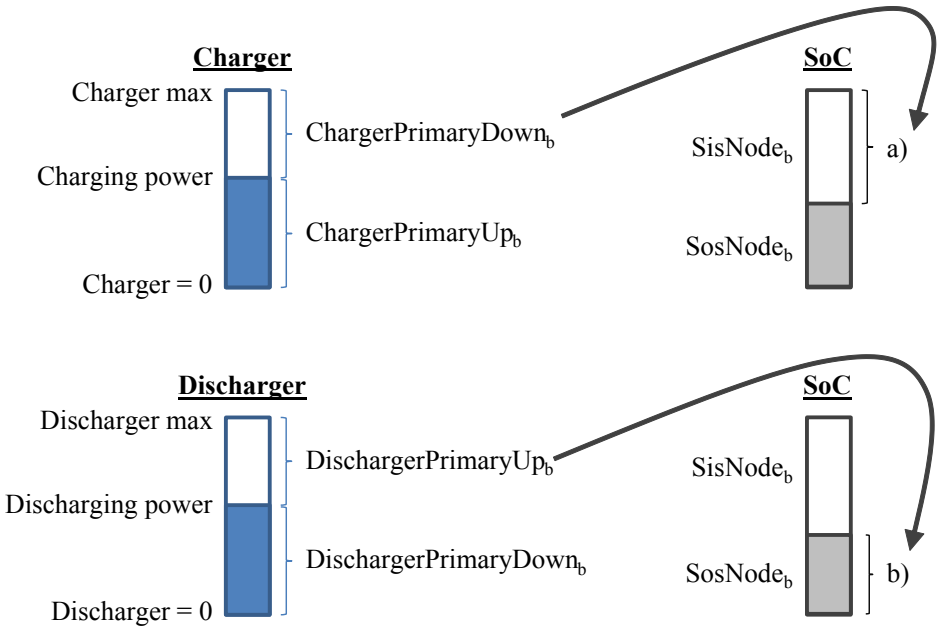 Charger
SoC
Charger max
ChargerPrimaryDown_b
SisNode_b
a)
Charging power
ChargerPrimaryUp_b
SosNode_b
Charger = 0
Discharger
SoC
Discharger max
DischargerPrimaryUp_b
SisNode_b
Discharging power
DischargerPrimaryDown_b
SosNode_b
b)
Discharger = 0